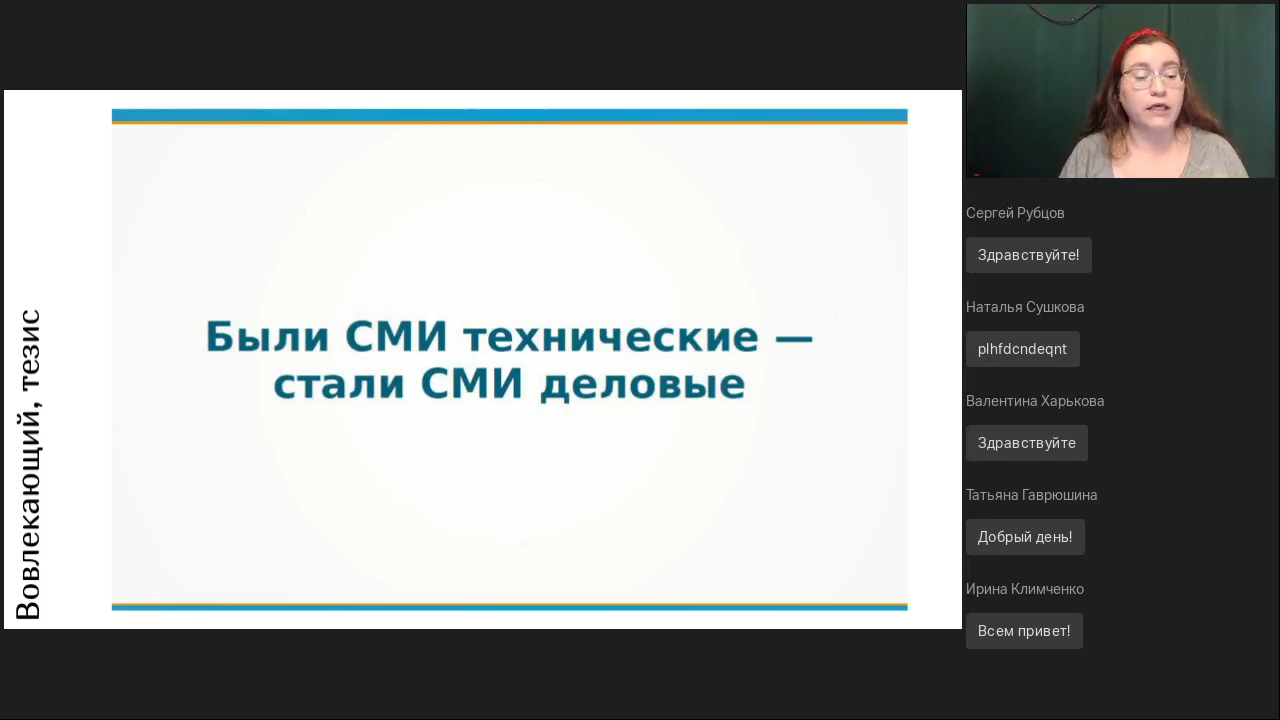 Вовлекающий, тезис
Были СМИ технические —
стали СМИ деловые
Сергей Рубцов
Здравствуйте!
Наталья Сушкова
plhfdcndeqnt
Валентина Харькова
Здравствуйте
Татьяна Гаврюшина
Добрый день!
Ирина Климченко
Всем привет!